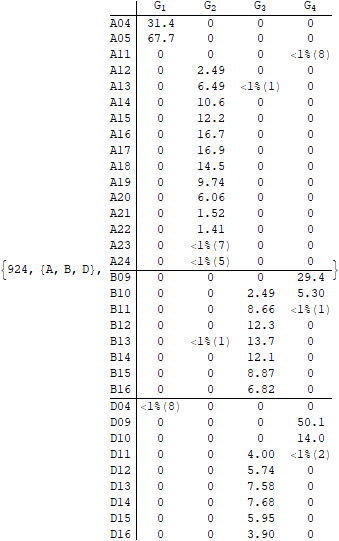 G₁ G₂ G₃ G₄
A04 31.4 0 0 0
A05 67.7 0 0 0
A11 0 0 0 <1%(8)
A12 0 2.49 0 0
A13 0 6.49 <1%(1) 0
A14 0 10.6 0 0
A15 0 12.2 0 0
A16 0 16.7 0 0
A17 0 16.9 0 0
A18 0 14.5 0 0
A19 0 9.74 0 0
A20 0 6.06 0 0
A21 0 1.52 0 0
A22 0 1.41 0 0
A23 0 <1%(7) 0 0
A24 0 <1%(5) 0 0
{924, {A, B, D}, B09 0 0 0 29.4 }
B10 0 0 2.49 5.30
B11 0 0 8.66 <1%(1)
B12 0 0 12.3 0
B13 0 <1%(1) 13.7 0
B14 0 0 12.1 0
B15 0 0 8.87 0
B16 0 0 6.82 0
D04 <1%(8) 0 0 0
D09 0 0 0 50.1
D10 0 0 0 14.0
D11 0 0 4.00 <1%(2)
D12 0 0 5.74 0
D13 0 0 7.58 0
D14 0 0 7.68 0
D15 0 0 5.95 0
D16 0 0 3.90 0